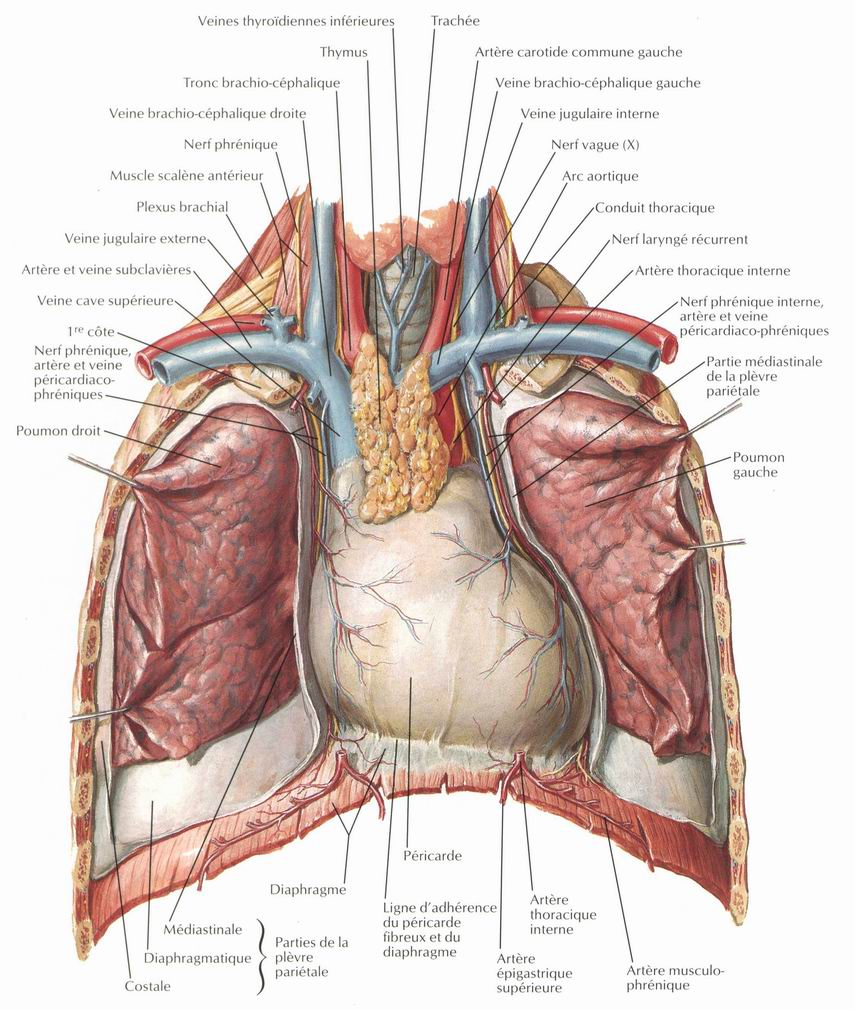 Veines thyroïdiennes inférieures
Trachée
Thymus
Artère carotide commune gauche
Tronc brachio-céphalique
Veine brachio-céphalique gauche
Veine brachio-céphalique droite
Veine jugulaire interne
Nerf phrénique
Nerf vague (X)
Muscle scalène antérieur
Arc aortique
Plexus brachial
Conduit thoracique
Veine jugulaire externe
Nerf laryngé récurrent
Artère et veine subclavières
Artère thoracique interne
Veine cave supérieure
Nerf phrénique interne,
artère et veine
péricardiaco-phréniques
1re côte
Nerf phrénique,
artère et veine
péricardiaco-
phréniques
Partie médiastinale
de la plèvre
pariétale
Poumon droit
Poumon
gauche
Péricarde
Diaphragme
Ligne d'adhérence
du péricarde
fibreux et du
diaphragme
Artère
thoracique
interne
Médiastinale
Diaphragmatique
Costale
Parties de la
plèvre
pariétale
Artère
épigastrique
supérieure
Artère musculo-
phrénique